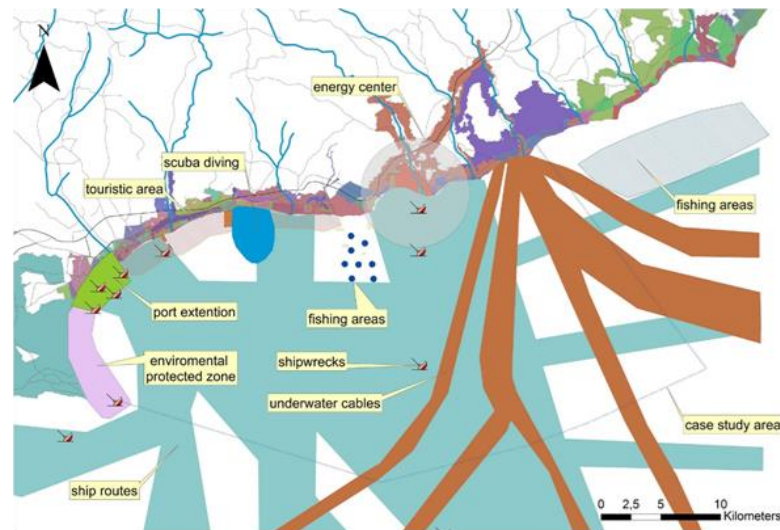 N
energy center
scuba diving
touristic area
fishing areas
port extention
fishing areas
enviromental
protected zone
shipwrecks
underwater cables
case study area
ship routes
0 2,5 5 10
Kilometers